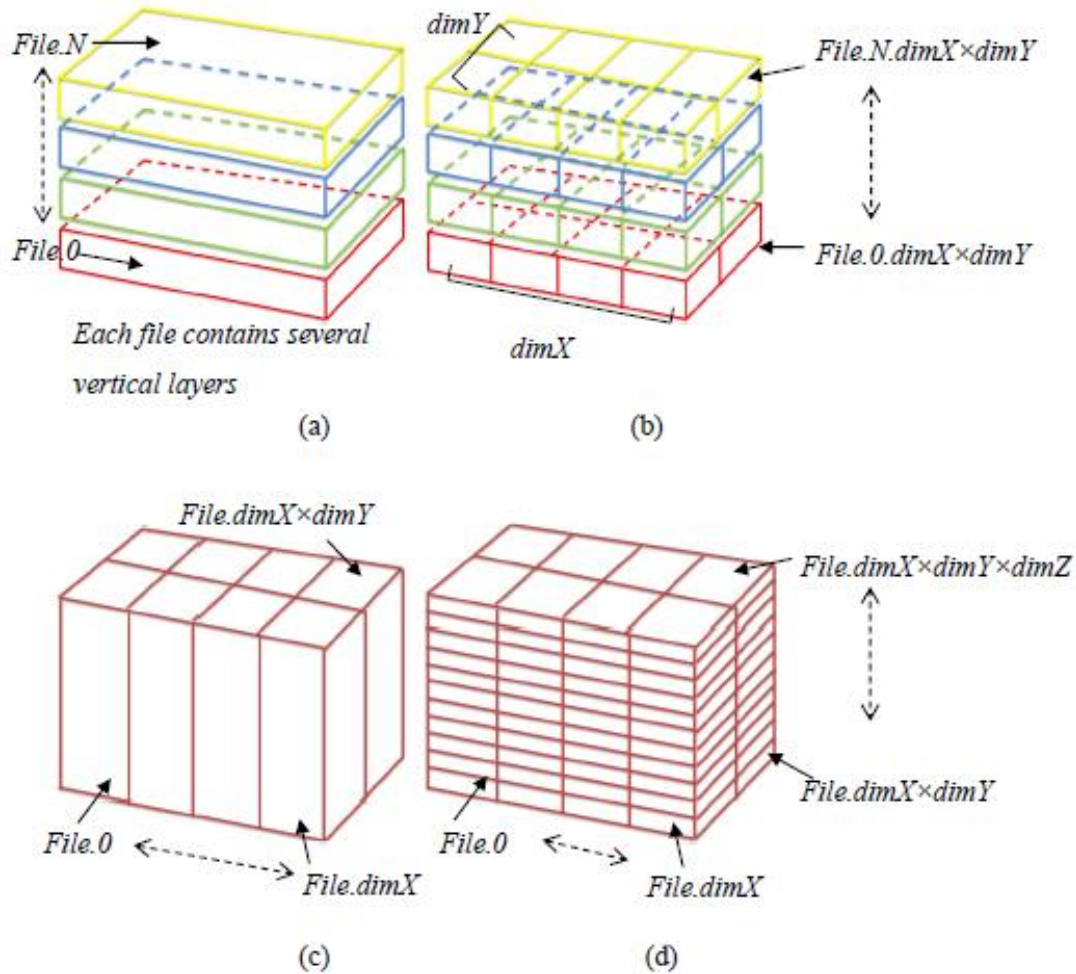 File.N
File.0
Each file contains several
vertical layers
(a)
dimY
File.N.dimX×dimY
File.0.dimX×dimY
dimX
(b)
File.dimX×dimY
File.0
File.dimX
(c)
File.dimX×dimY×dimZ
File.dimX×dimY
File.0
File.dimX
(d)